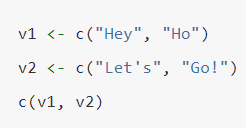 v1 <- c("Hey", "Ho")
v2 <- c("Let's", "Go!")
c(v1, v2)